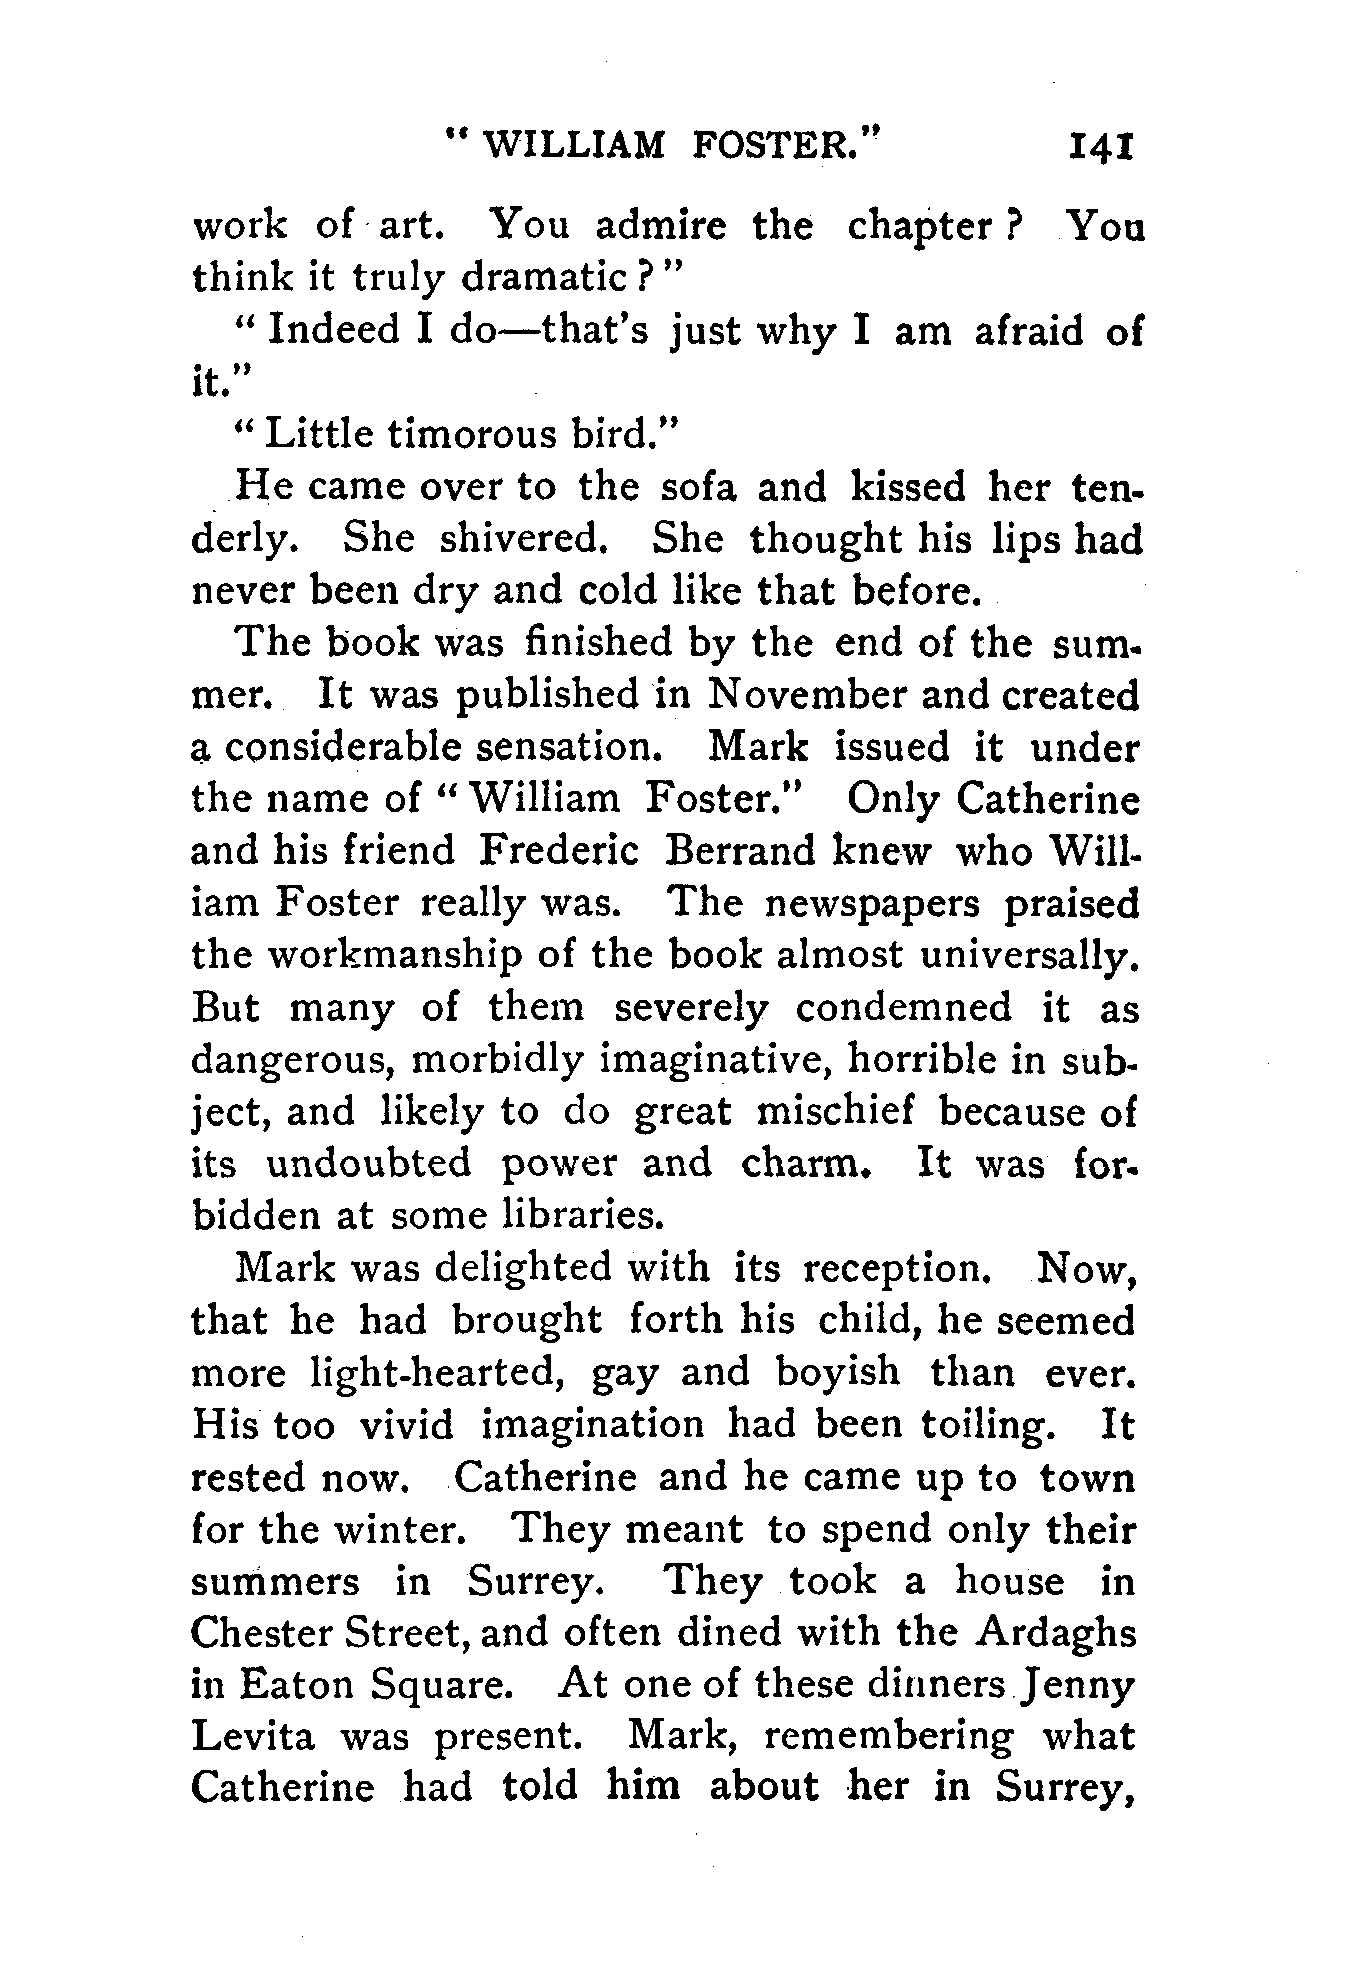 " WILLIAM FOSTER." 141
work of art. You admire the chapter ? You
think it truly dramatic ? "
" Indeed I do—that's just why I am afraid of
it."
" Little timorous bird."
He came over to the sofa and kissed her ten-
derly. She shivered. She thought his lips had
never been dry and cold like that before.
The book was finished by the end of the sum-
mer. It was published in November and created
a considerable sensation. Mark issued it under
the name of " William Foster." Only Catherine
and his friend Frederic Berrand knew who Will-
iam Foster really was. The newspapers praised
the workmanship of the book almost universally.
But many of them severely condemned it as
dangerous, morbidly imaginative, horrible in sub-
ject, and likely to do great mischief because of
its undoubted power and charm. It was for-
bidden at some libraries.
Mark was delighted with its reception. Now,
that he had brought forth his child, he seemed
more light-hearted, gay and boyish than ever.
His too vivid imagination had been toiling. It
rested now. Catherine and he came up to town
for the winter. They meant to spend only their
summers in Surrey. They took a house in
Chester Street, and often dined with the Ardaghs
in Eaton Square. At one of these dinners Jenny
Levita was present. Mark, remembering what
Catherine had told him about her in Surrey,